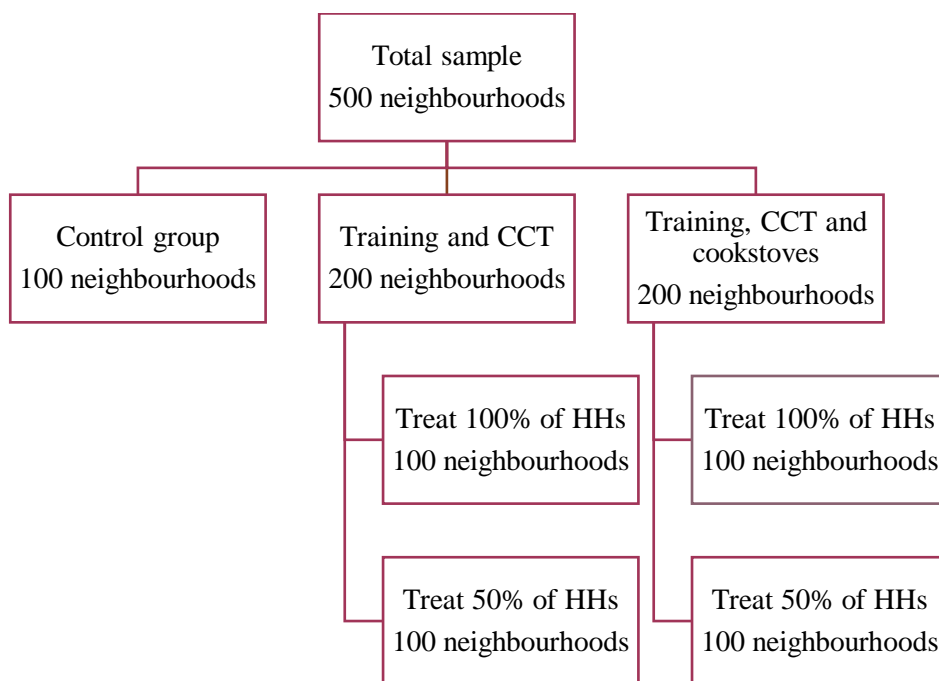 Total sample
500 neighbourhoods
Control group
100 neighbourhoods
Training and CCT
200 neighbourhoods
Training, CCT and
cookstoves
200 neighbourhoods
Treat 100% of HHs
100 neighbourhoods
Treat 100% of HHs
100 neighbourhoods
Treat 50% of HHs
100 neighbourhoods
Treat 50% of HHs
100 neighbourhoods